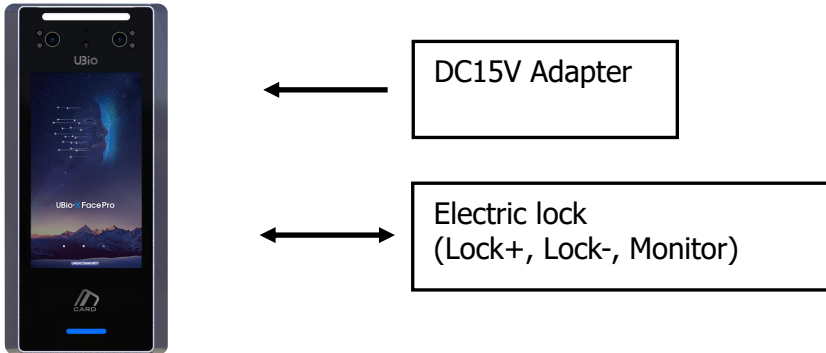 UBio
UBio-X Face Pro
CARD
DC15V Adapter
Electric lock
(Lock+, Lock-, Monitor)